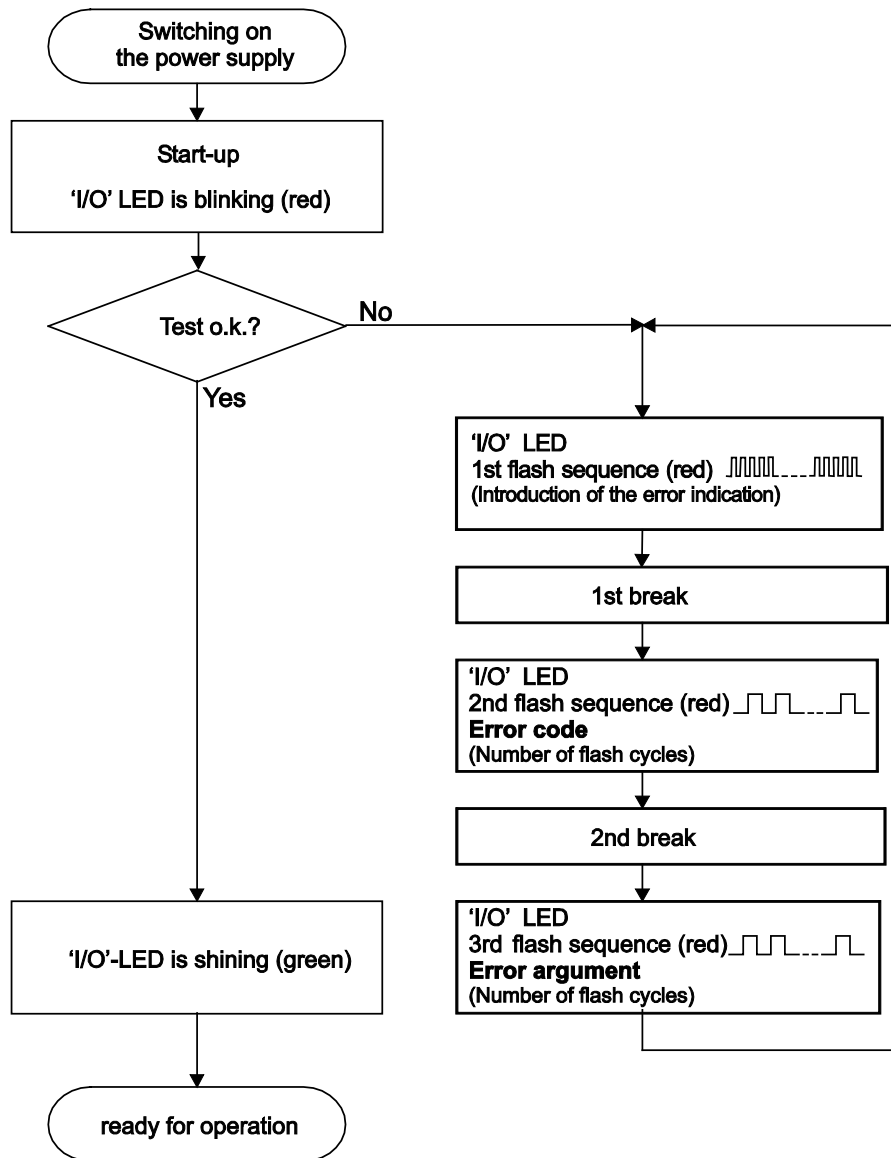 Switching on
the power supply
Start-up
‘I/O’ LED is blinking (red)
Test o.k.?
No
Yes
‘I/O’ LED
1st flash sequence (red)
(Introduction of the error indication)
1st break
‘I/O’ LED
2nd flash sequence (red)
Error code
(Number of flash cycles)
2nd break
‘I/O’ LED
3rd flash sequence (red)
Error argument
(Number of flash cycles)
‘I/O’-LED is shining (green)
ready for operation